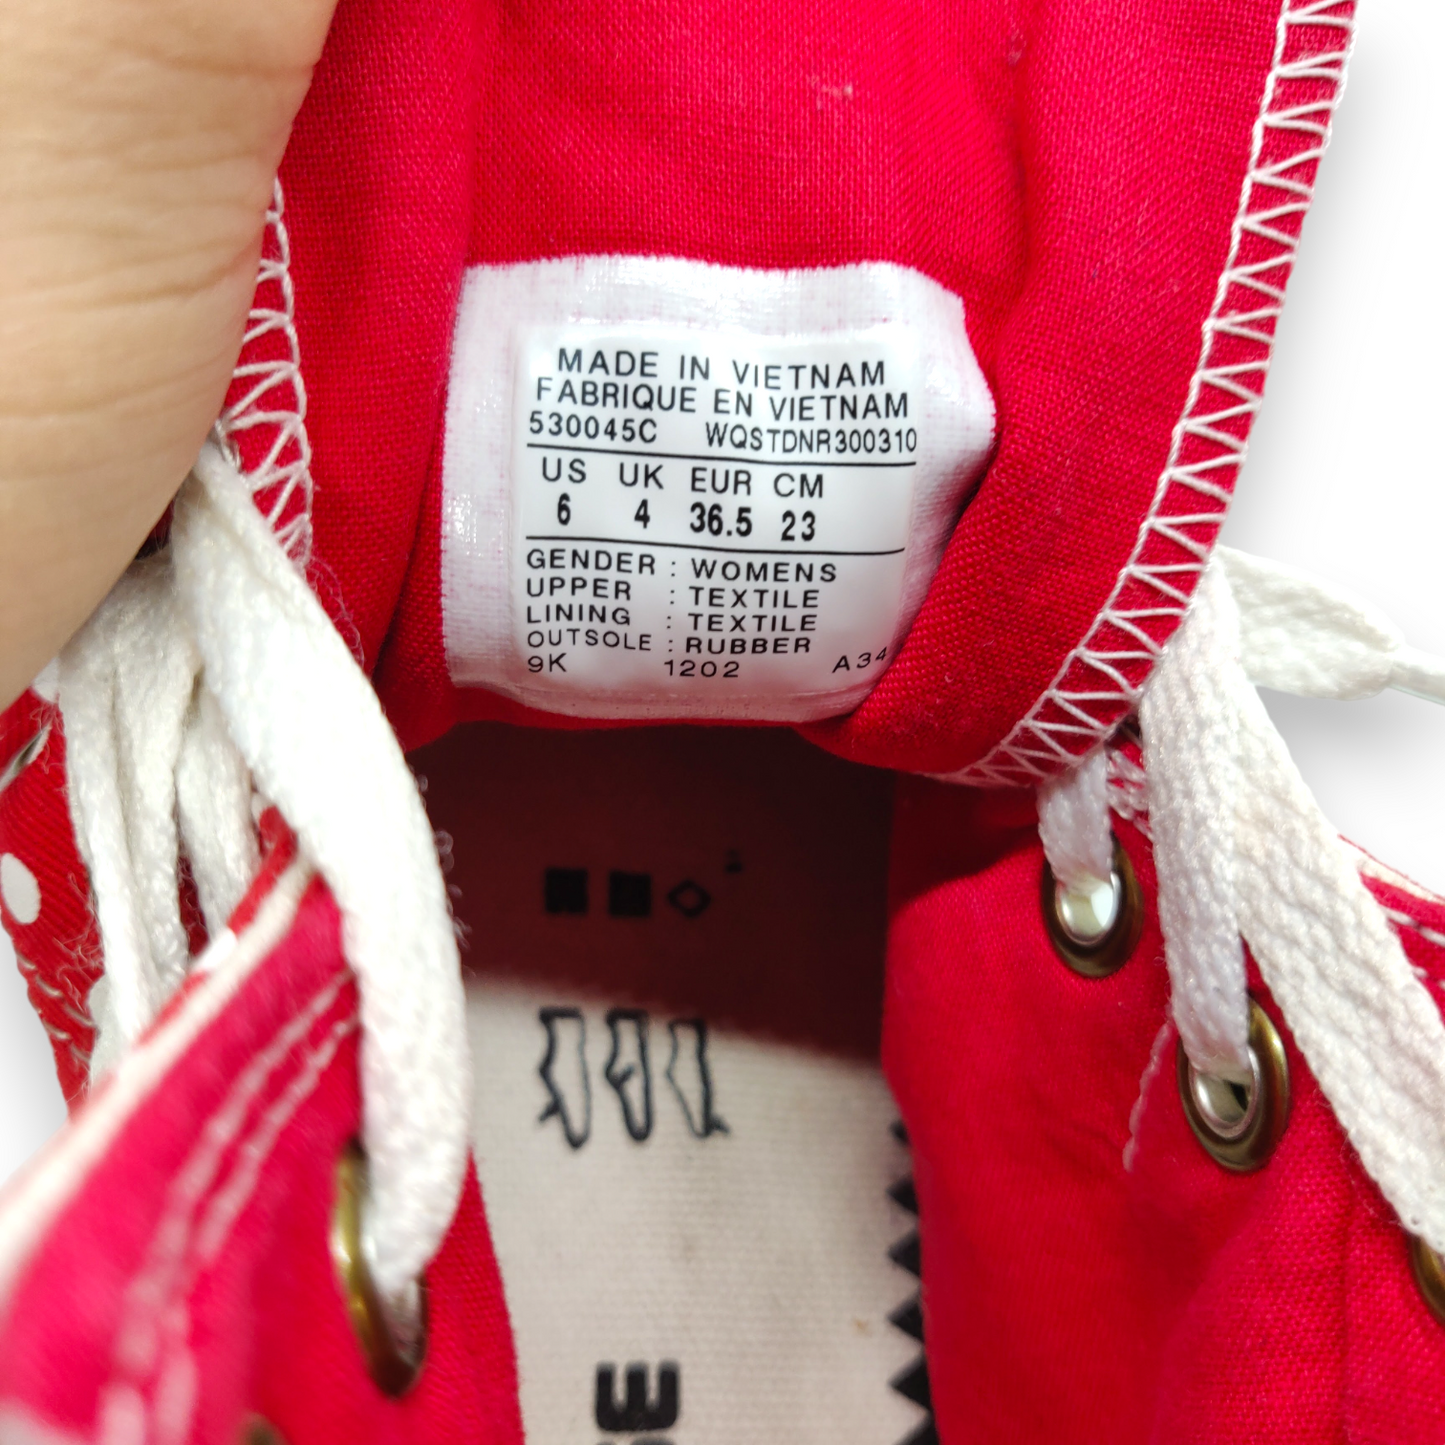 MADE IN VIETNAM
FABRIQUE EN VIETNAM
530045C WQSTDNR300310
US UK EUR CM
6 4 36.5 23
GENDER : WOMENS
UPPER : TEXTILE
LINING : TEXTILE
OUTSOLE : RUBBER
9K 1202 A34